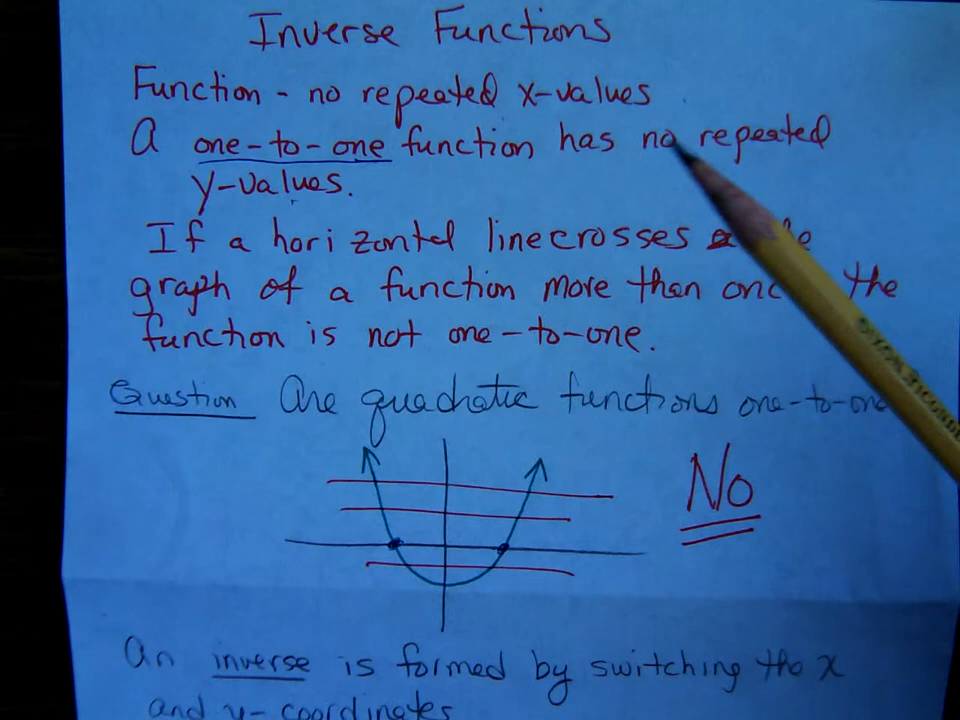 Inverse Functions
Function - no repeated x-values
A one-to-one function has no repeated
y-values.
If a horizontal line crosses
graph of a function more than the
function is not one-to-one.
Question Are quadratic functions one-to-one
No
An inverse is formed by switching the x
and y-coordinates